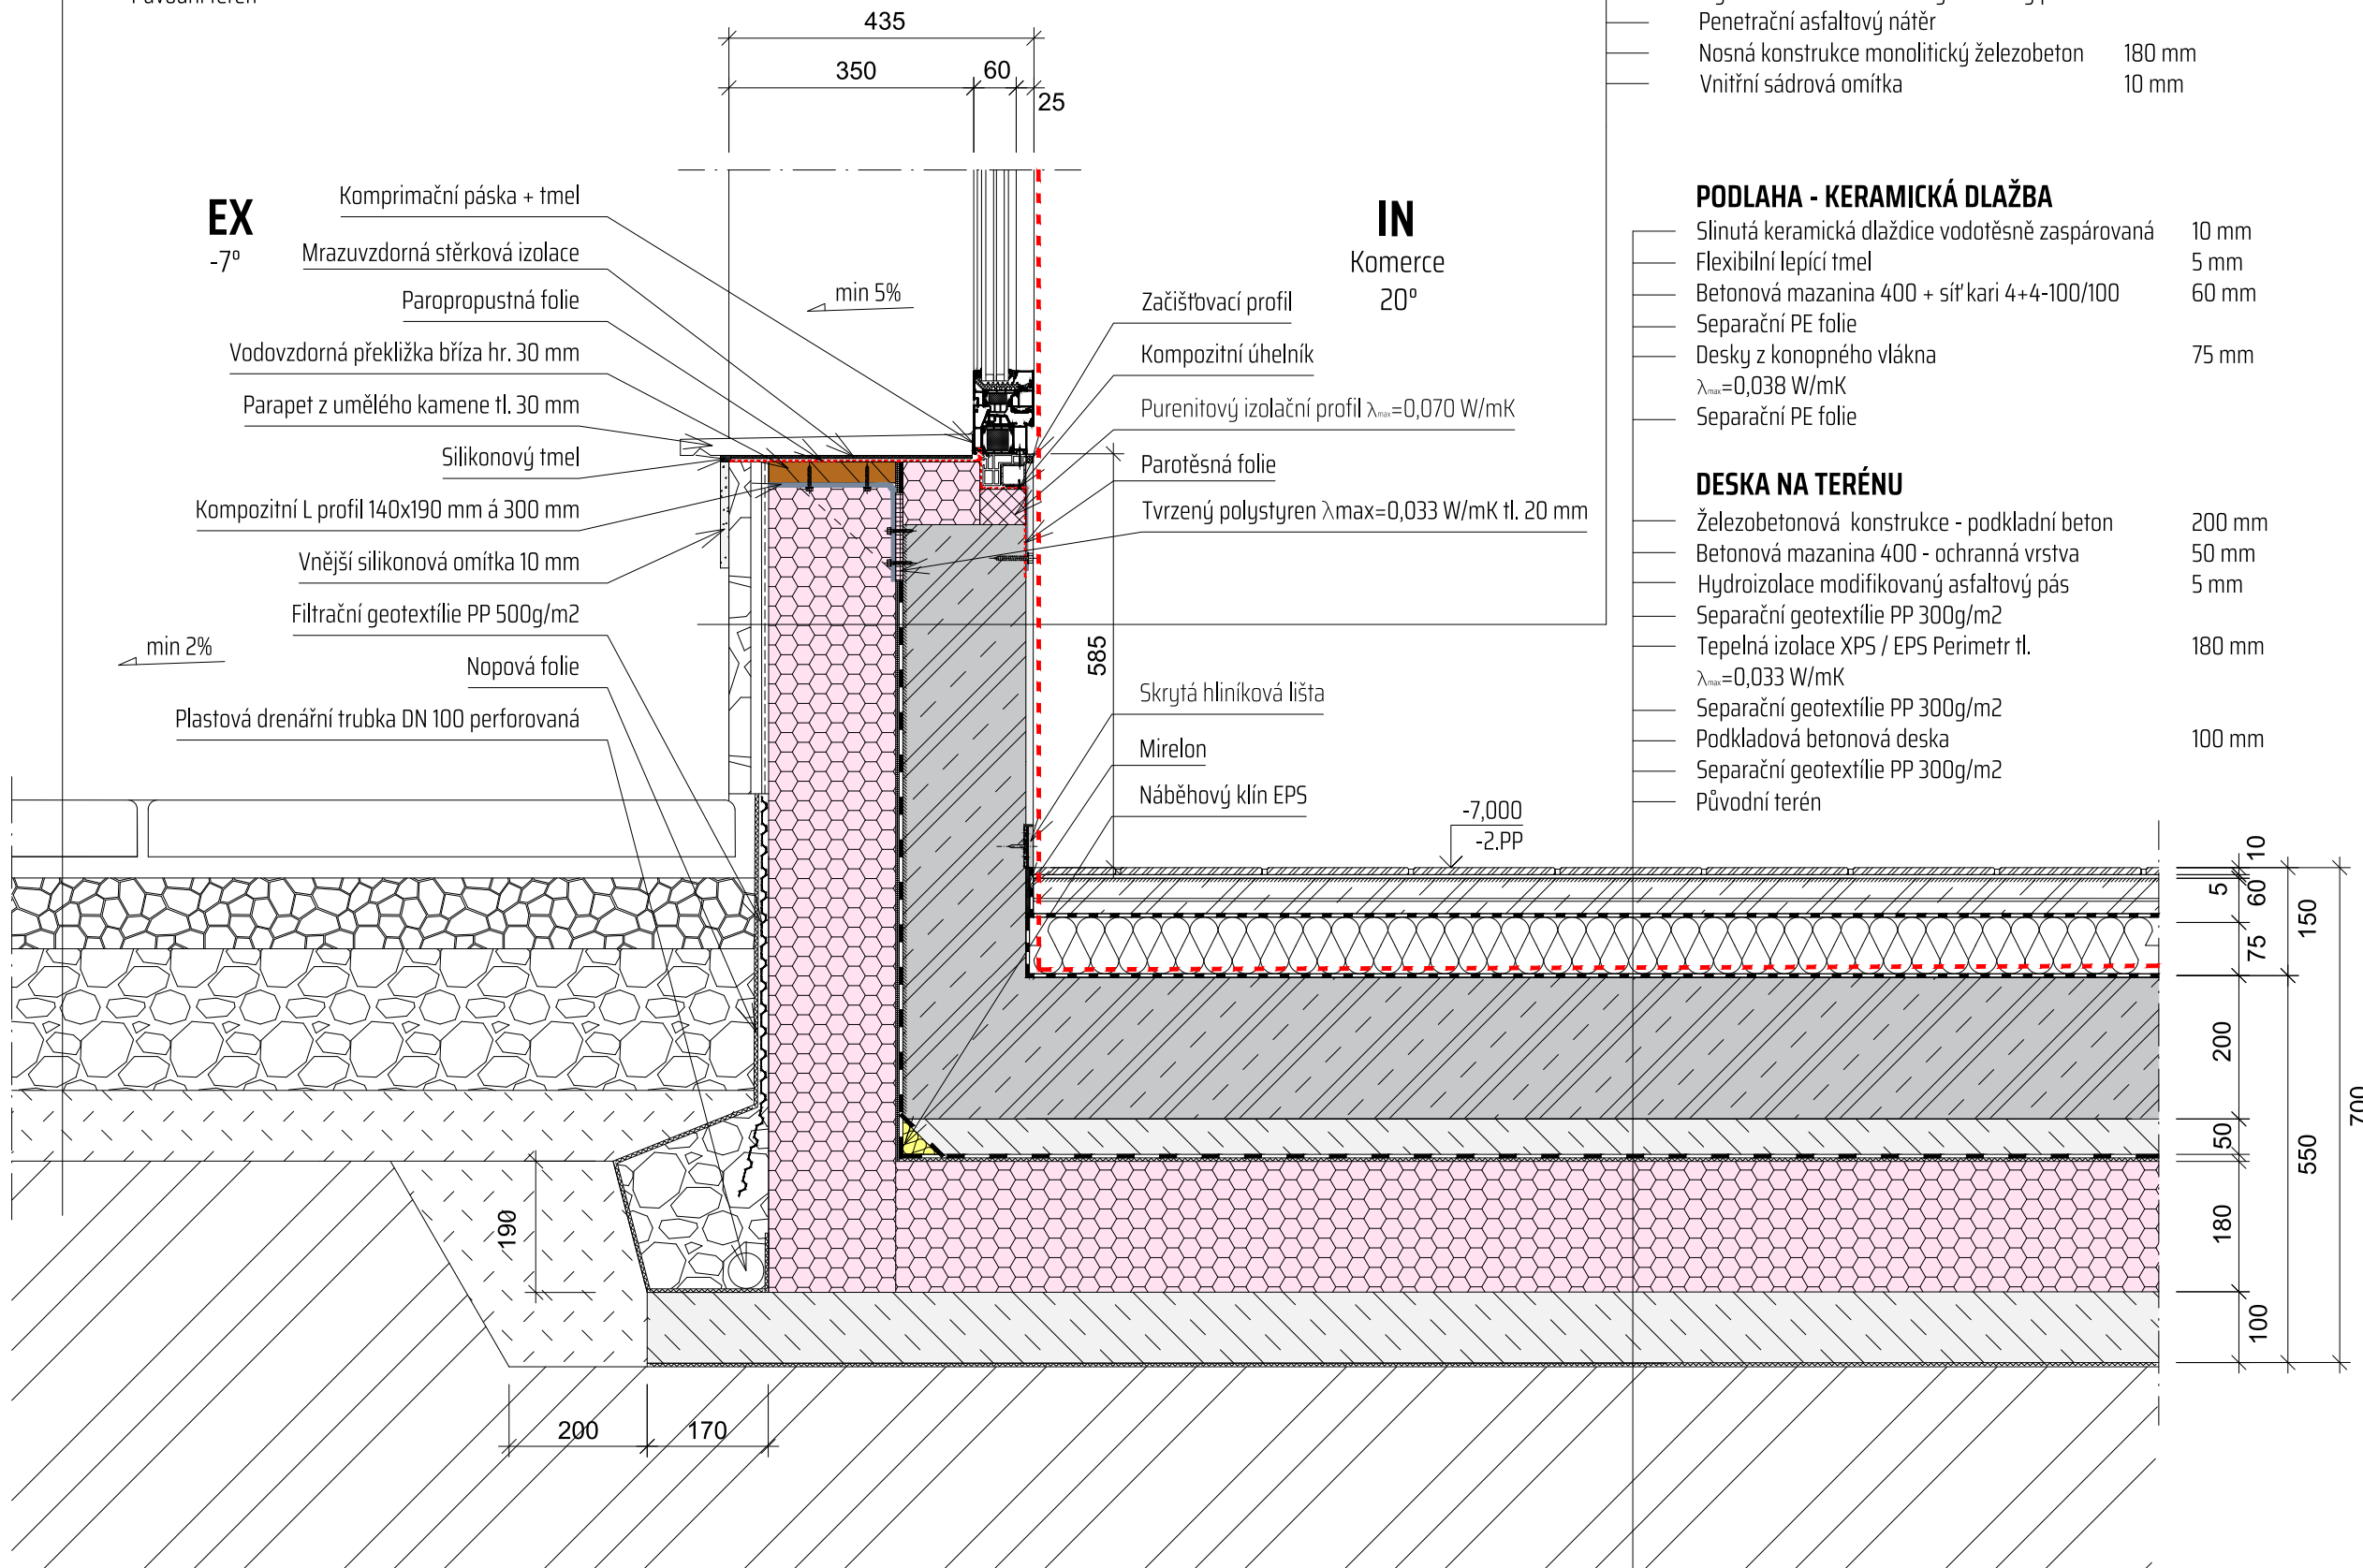 435
350
60
25
Penetrační asfaltový nátěr
Nosná konstrukce monolitický železobeton 180 mm
Vnitřní sádrová omítka 10 mm
EX
-7°
Komprimační páska + tmel
Mrazuvzdorná stěrková izolace
Paropropustná folie
Vodovzdorná překližka bříza hr. 30 mm
Parapet z umělého kamene tl. 30 mm
Silikonový tmel
Kompozitní L profil 140x190 mm á 300 mm
Vnější silikonová omítka 10 mm
Filtrační geotextílie PP 500g/m2
min 2%
Nopová folie
Plastová drenářní trubka DN 100 perforovaná
min 5%
IN
Komerce
20°
Začišťovací profil
Kompozitní úhelník
Purenitový izolační profil λmax=0,070 W/mK
Parotěsná folie
Tvrzený polystyren λmax=0,033 W/mK tl. 20 mm
585
Skrytá hliníková lišta
Mirelon
Náběhový klín EPS
-7,000
-2.PP
PODLAHA - KERAMICKÁ DLAŽBA
Slinutá keramická dlaždice vodotěsně zaspárovaná 10 mm
Flexibilní lepící tmel 5 mm
Betonová mazanina 400 + síť kari 4+4-100/100 60 mm
Separační PE folie
Desky z konopného vlákna 75 mm
λmax=0,038 W/mK
Separační PE folie
DESKA NA TERÉNU
Železobetonová konstrukce - podkladní beton 200 mm
Betonová mazanina 400 - ochranná vrstva 50 mm
Hydroizolace modifikovaný asfaltový pás 5 mm
Separační geotextílie PP 300g/m2
Tepelná izolace XPS / EPS Perimetr tl. 180 mm
λmax=0,033 W/mK
Separační geotextílie PP 300g/m2
Podkladová betonová deska 100 mm
Separační geotextílie PP 300g/m2
Původní terén
10
5
60
75
150
200
50
180
100
550
700
190
200
170